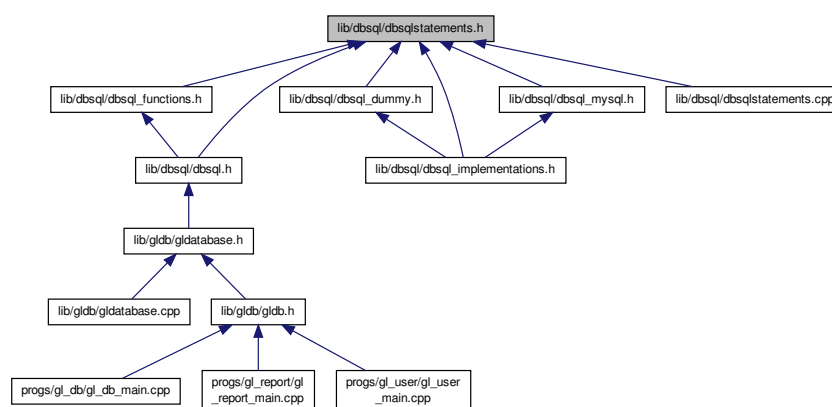 lib/dbsql/dbsqlstatements.h
lib/dbsql/dbsql_functions.h
lib/dbsql/dbsql_dummy.h
lib/dbsql/dbsql_mysql.h
lib/dbsql/dbsqlstatements.cpp
lib/dbsql/dbsql.h
lib/dbsql/dbsql_implementations.h
lib/gldb/gldatabase.h
lib/gldb/gldatabase.cpp
lib/gldb/gldb.h
progs/gl_db/gl_db_main.cpp
progs/gl_report/gl
_report_main.cpp
progs/gl_user/gl_user
_main.cpp